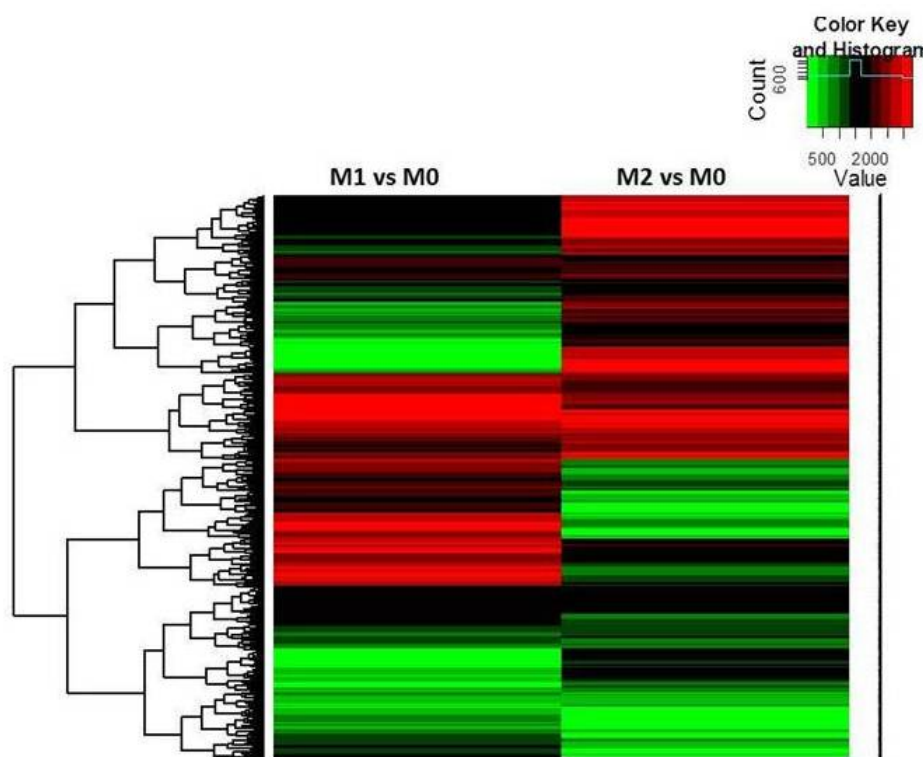 Color Key
and Histogram
Count
600
500 2000
Value
M1 vs M0 M2 vs M0